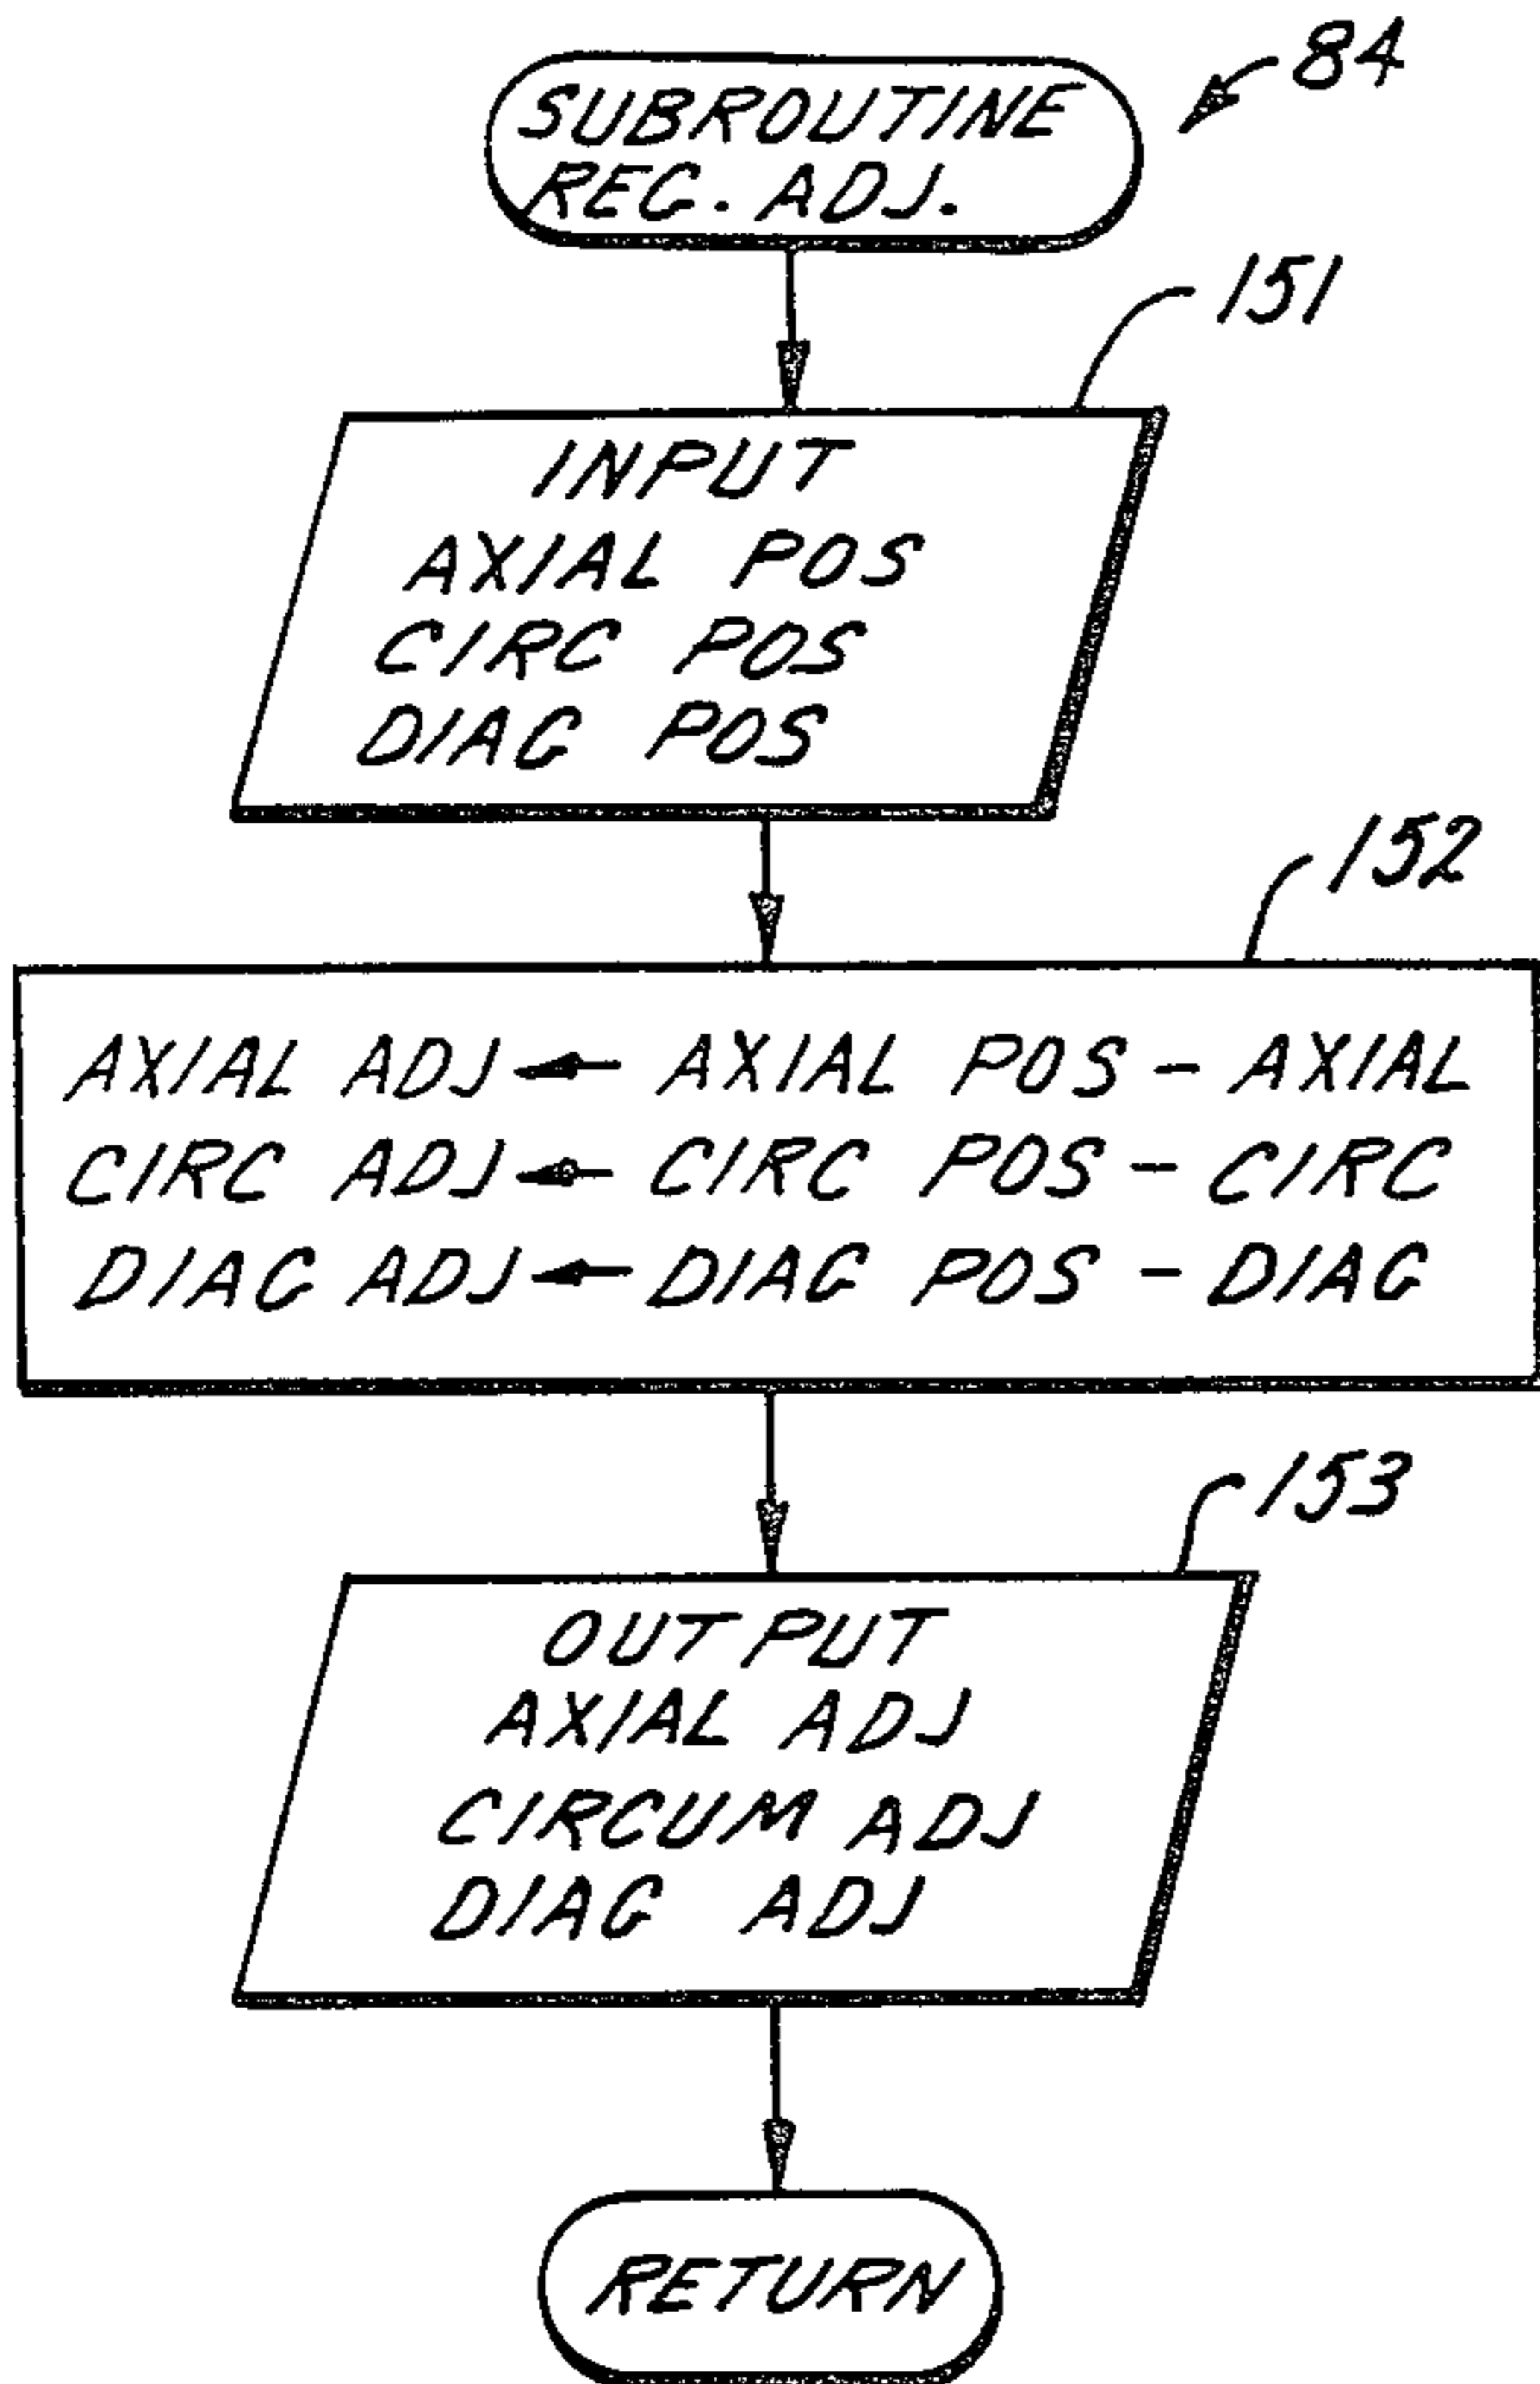 84
SUBROUTINE
REG. ADJ.
151
INPUT
AXIAL POS
CIRC POS
DIAG POS
152
AXIAL ADJ ← AXIAL POS - AXIAL
CIRC ADJ ← CIRC POS - CIRC
DIAG ADJ ← DIAG POS - DIAG
153
OUTPUT
AXIAL ADJ
CIRCUM ADJ
DIAG ADJ
RETURN